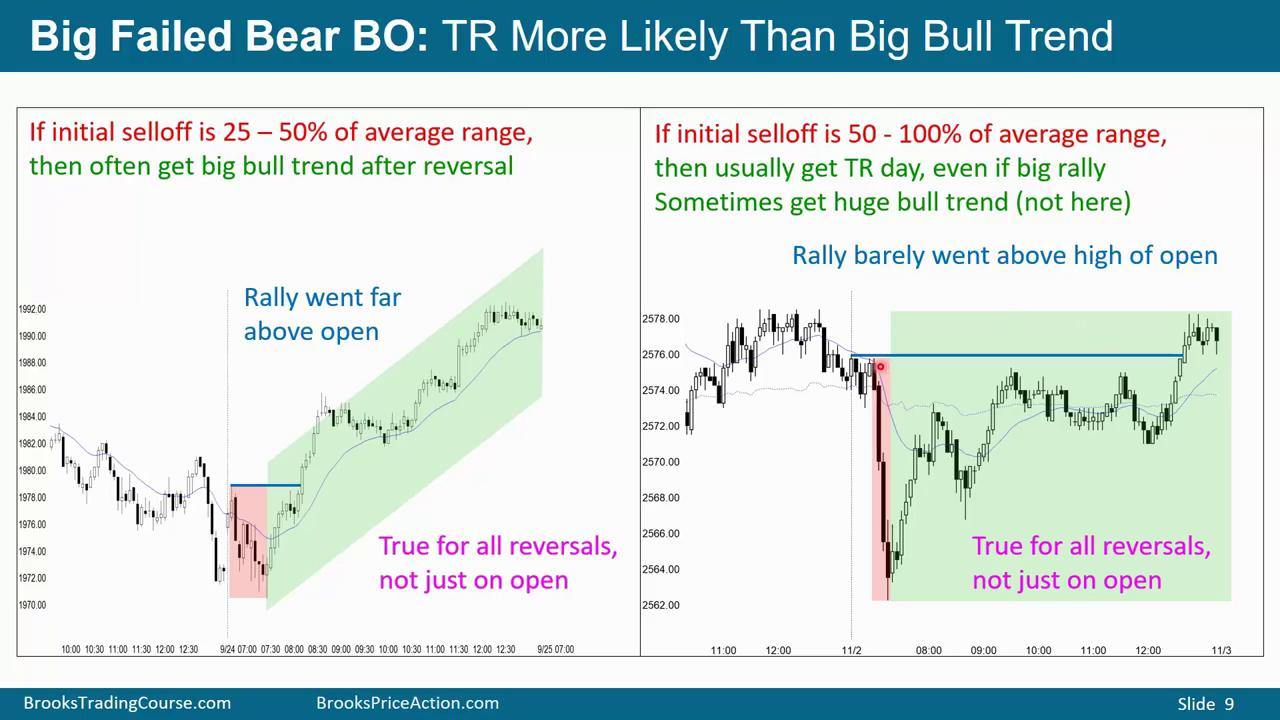 Big Failed Bear BO: TR More Likely Than Big Bull Trend
If initial selloff is 25 – 50% of average range,
then often get big bull trend after reversal
Rally went far
above open
True for all reversals,
not just on open
1992.00
1990.00
1988.00
1986.00
1984.00
1982.00
1980.00
1978.00
1976.00
1974.00
1972.00
1970.00
10:00 10:30 11:00 11:30 12:00 12:30 9/24 07:00 07:30 08:00 08:30 09:00 09:30 10:00 10:30 11:00 11:30 12:00 12:30 9/25 07:00
If initial selloff is 50 - 100% of average range,
then usually get TR day, even if big rally
Sometimes get huge bull trend (not here)
Rally barely went above high of open
True for all reversals,
not just on open
2578.00
2576.00
2574.00
2572.00
2570.00
2568.00
2566.00
2564.00
2562.00
11:00 12:00 11/2 08:00 09:00 10:00 11:00 12:00 11/3
BrooksTradingCourse.com BrooksPriceAction.com Slide 9